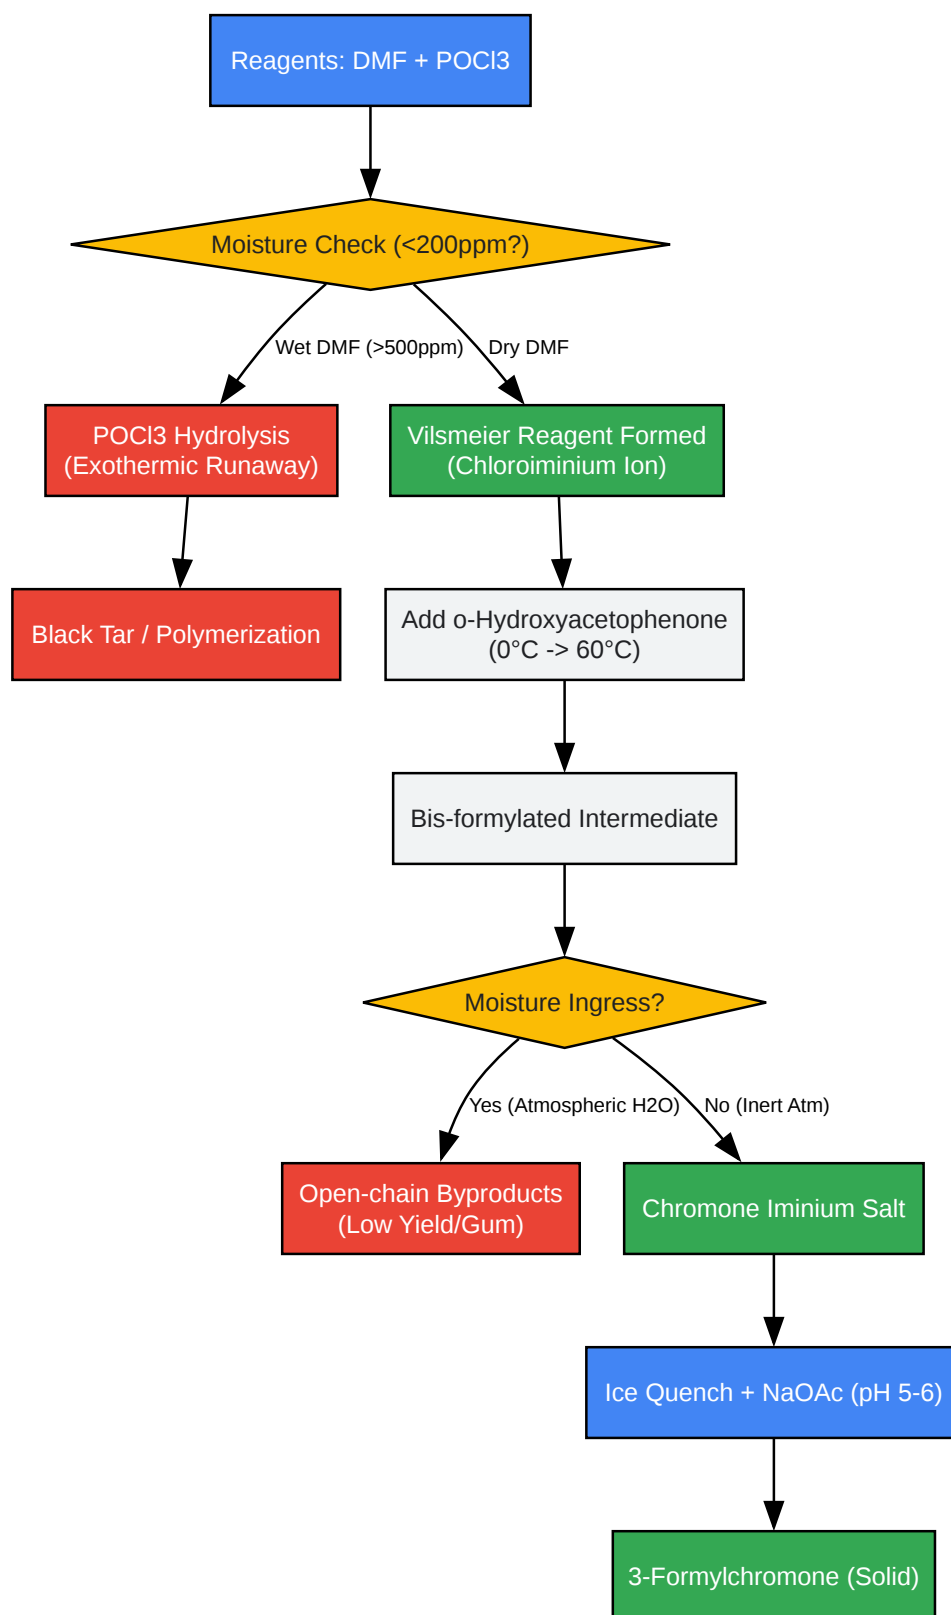 Reagents: DMF + POCl3
Moisture Check (<200ppm?)
Wet DMF (>500ppm)
Dry DMF
POCl3 Hydrolysis
(Exothermic Runaway)
Vilsmeier Reagent Formed
(Chloroiminium Ion)
Black Tar / Polymerization
Add o-Hydroxyacetophenone
(0°C -> 60°C)
Bis-formylated Intermediate
Moisture Ingress?
Yes (Atmospheric H2O)
No (Inert Atm)
Open-chain Byproducts
(Low Yield/Gum)
Chromone Iminium Salt
Ice Quench + NaOAc (pH 5-6)
3-Formylchromone (Solid)